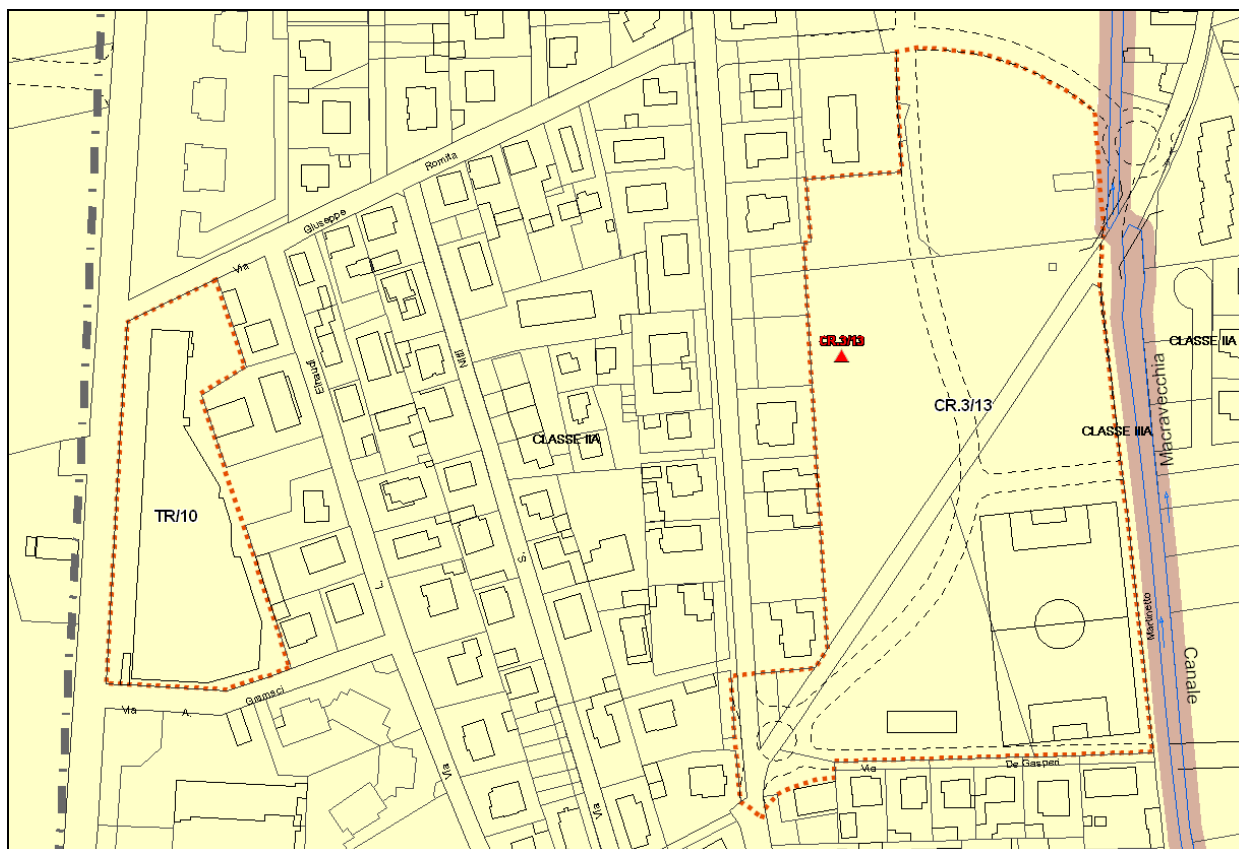 Via Giuseppe Romita
CR.3/13
CR.3/13
CLASSE IIA
CLASSE IIA
CLASSE IIIA
Macravecchia
Canale
Martinetto
TR/10
Via L. Einaudi
Via S. Nitti
Via A. Gramsci
Via De Gasperi